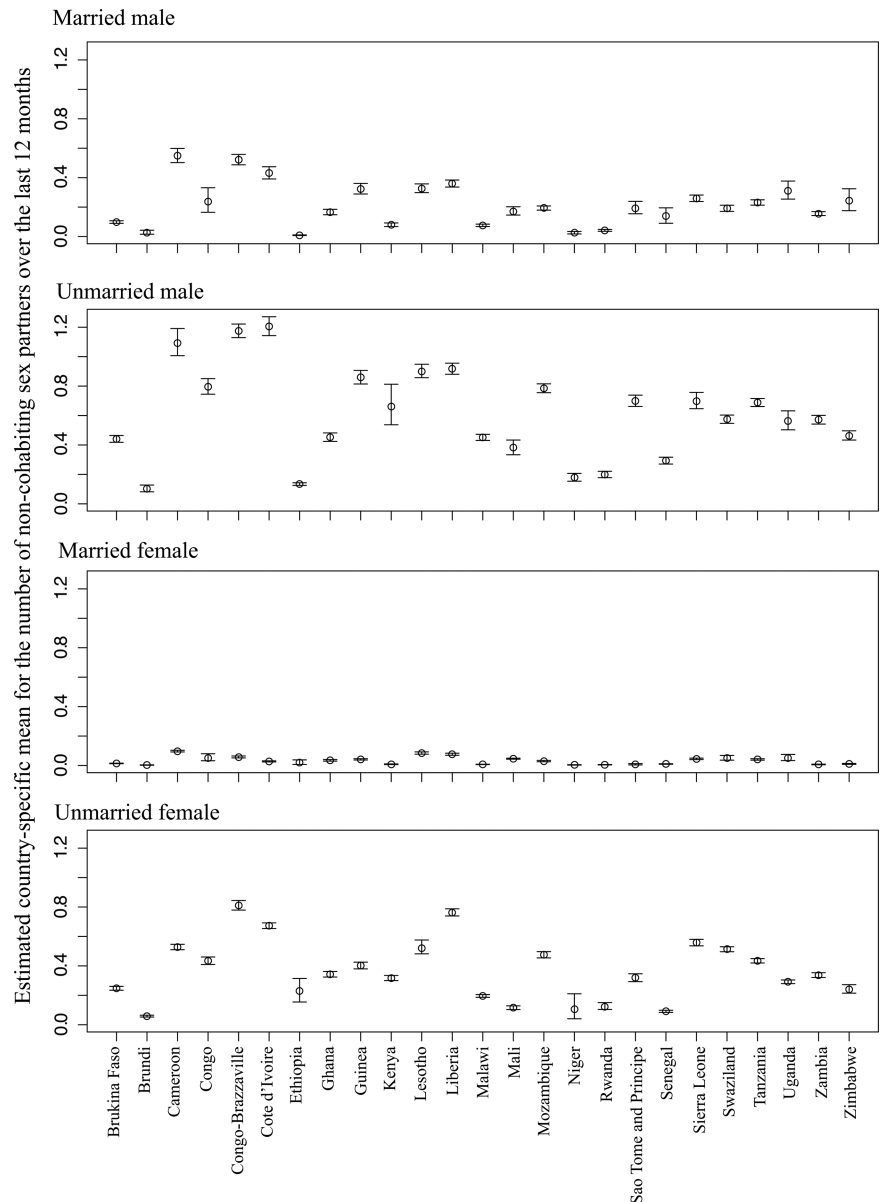 Married male
Estimated country-specific mean for the number of non-cohabiting sex partners over the last 12 months
0.0
0.4
0.8
1.2
Unmarried male
0.0
0.4
0.8
1.2
Married female
0.0
0.4
0.8
1.2
Unmarried female
0.0
0.4
0.8
1.2
Brukina Faso
Brundi
Cameroon
Congo
Congo-Brazzaville
Cote d'Ivoire
Ethiopia
Ghana
Guinea
Kenya
Lesotho
Liberia
Malawi
Mali
Mozambique
Niger
Rwanda
Sao Tome and Principe
Senegal
Sierra Leone
Swaziland
Tanzania
Uganda
Zambia
Zimbabwe